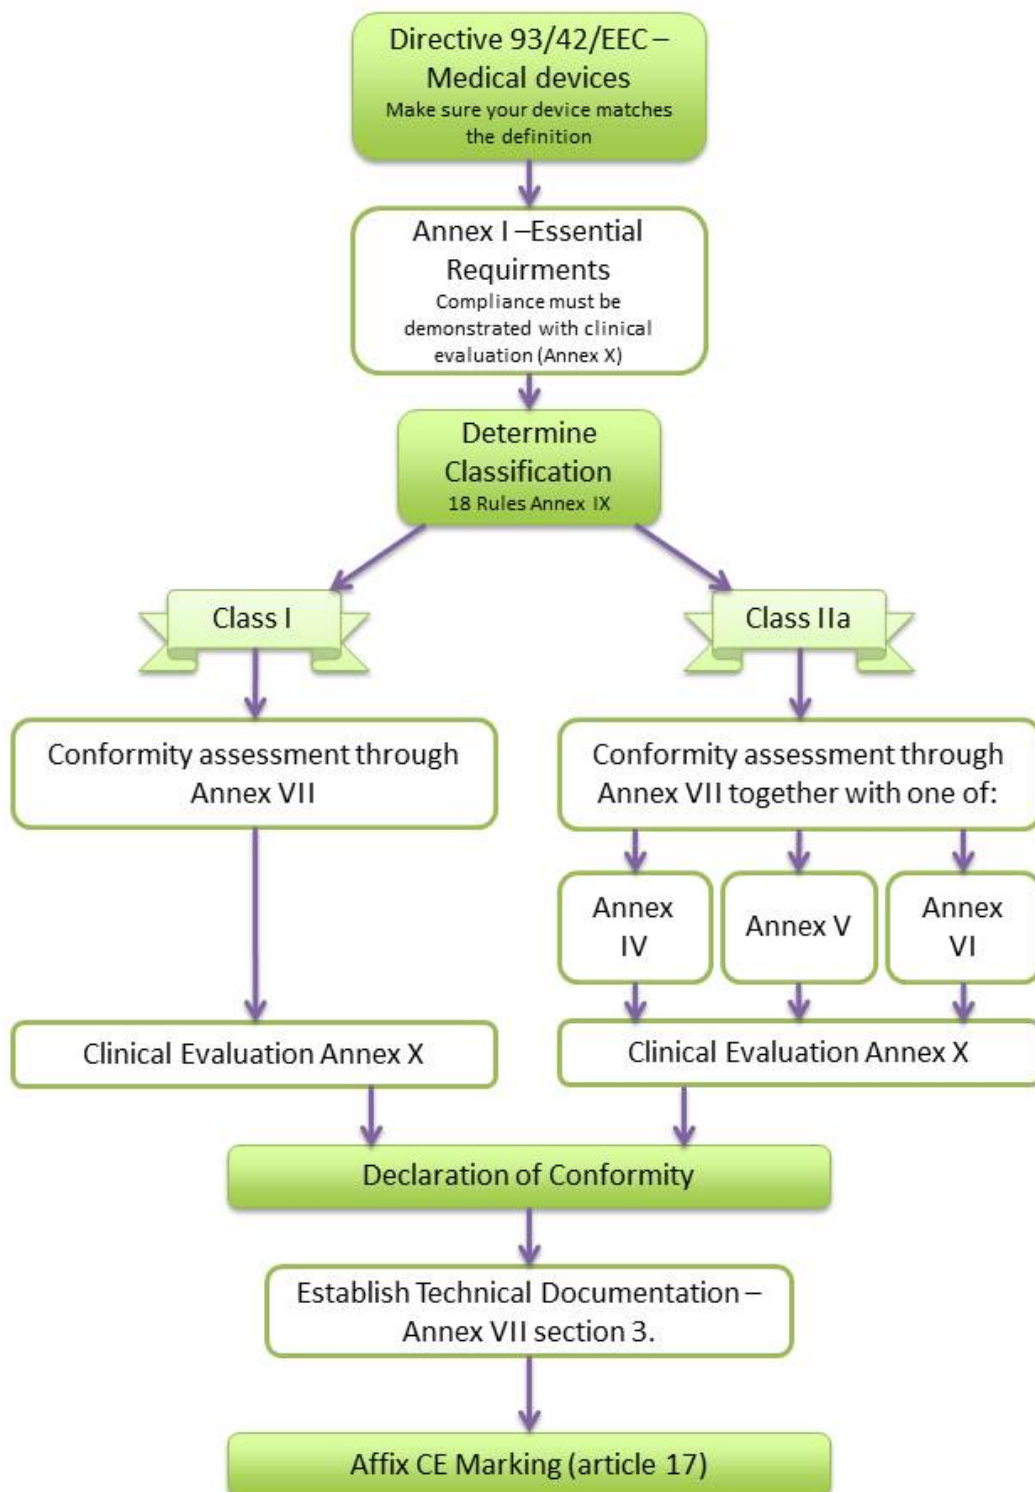 Directive 93/42/EEC –
Medical devices
Make sure your device matches
the definition
Annex I –Essential
Requirments
Compliance must be
demonstrated with clinical
evaluation (Annex X)
Determine
Classification
18 Rules Annex IX
Class I
Class IIa
Conformity assessment through
Annex VII
Conformity assessment through
Annex VII together with one of:
Annex
IV
Annex V
Annex
VI
Clinical Evaluation Annex X
Clinical Evaluation Annex X
Declaration of Conformity
Establish Technical Documentation –
Annex VII section 3.
Affix CE Marking (article 17)